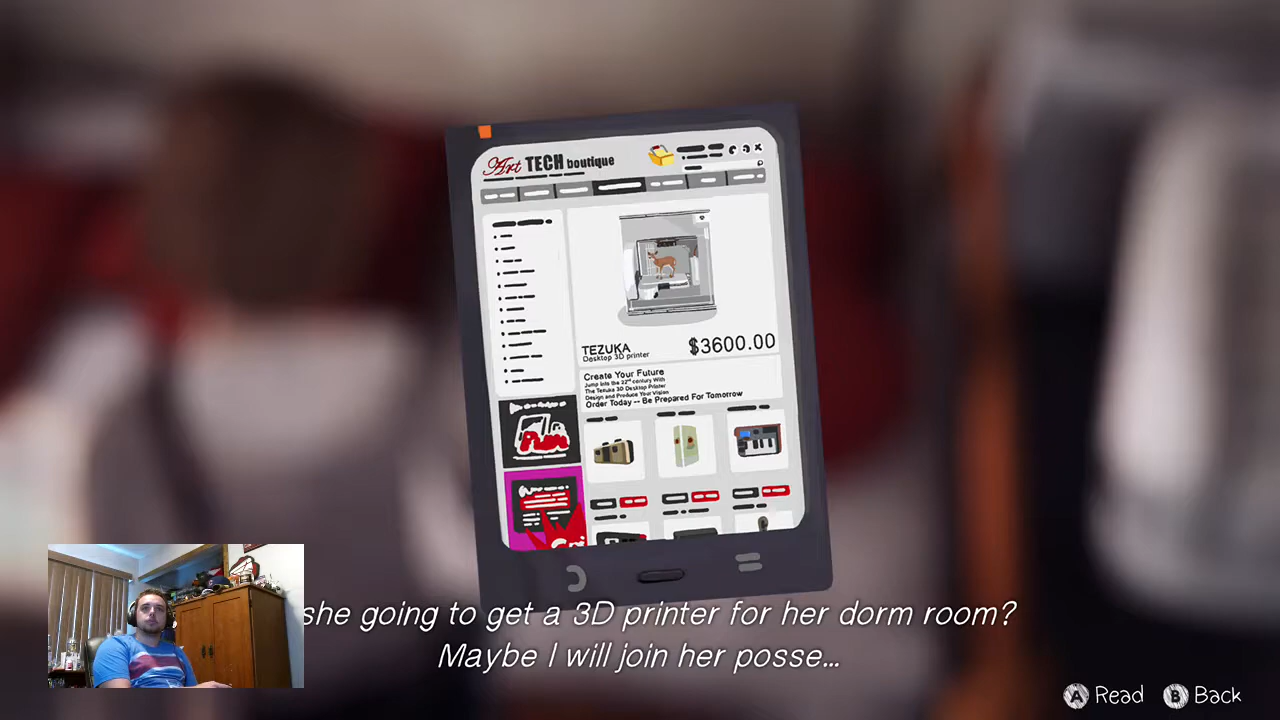 Art TECH boutique
TEZUKA
Desktop 3D printer
$3600.00
Create Your Future
Jump into the 22nd century With
The Tezuka 3D Desktop Printer
Design and Produce Your Vision
Order Today -- Be Prepared For Tomorrow
she going to get a 3D printer for her dorm room?
Maybe I will join her posse...
A Read B Back